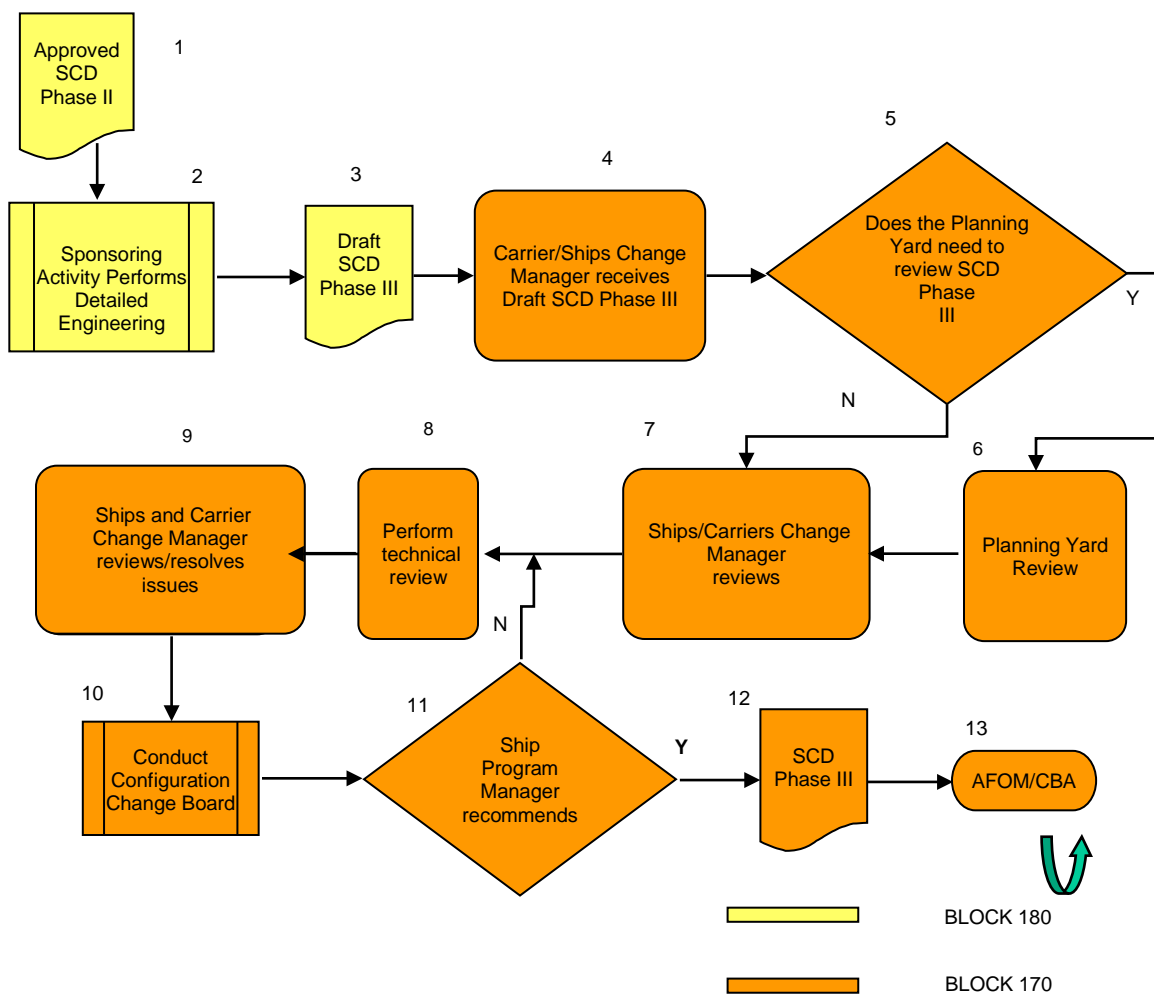 1
Approved
SCD
Phase II
2
Sponsoring
Activity Performs
Detailed
Engineering
3
Draft
SCD
Phase III
4
Carrier/Ships Change
Manager receives
Draft SCD Phase III
5
Does the Planning
Yard need to
review SCD
Phase
III
Y
N
6
Planning Yard
Review
7
Ships/Carriers Change
Manager
reviews
8
Perform
technical
review
9
Ships and Carrier
Change Manager
reviews/resolves
issues
10
Conduct
Configuration
Change Board
11
Ship
Program
Manager
recommends
N
Y
12
SCD
Phase III
13
AFOM/CBA
BLOCK 180
BLOCK 170